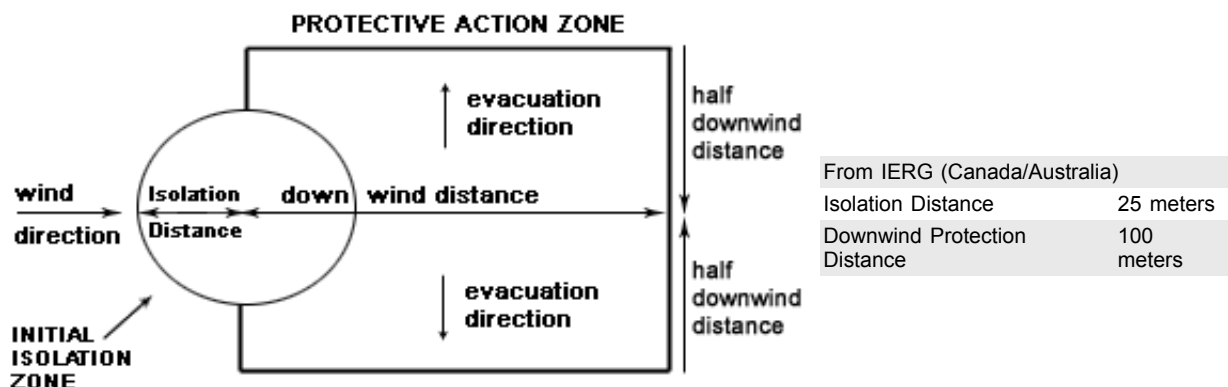 PROTECTIVE ACTION ZONE
evacuation
direction
half
downwind
distance
wind
direction
Isolation
Distance
down wind distance
evacuation
direction
half
downwind
distance
INITIAL
ISOLATION
ZONE
From IERG (Canada/Australia)
Isolation Distance 25 meters
Downwind Protection 100
Distance meters